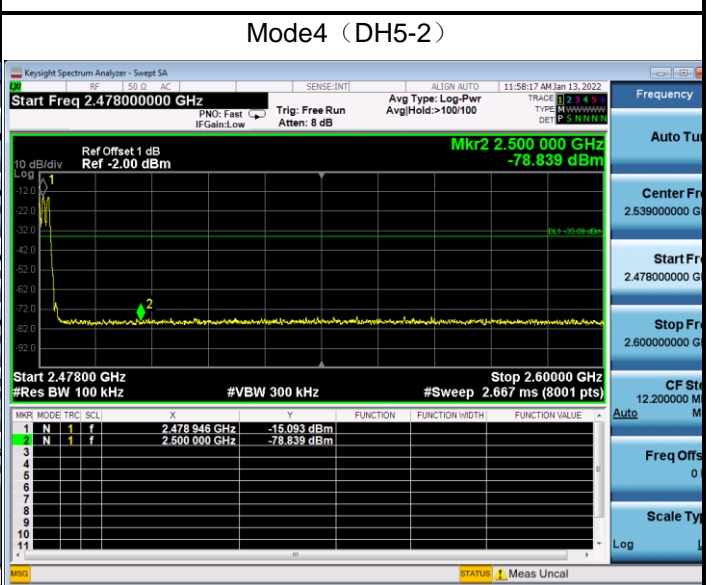 Mode4（DH5-2）
Keysight Spectrum Analyzer - Swept SA
RF 50 Ω AC SENSE:INT ALIGN AUTO 11:58:17 AM Jan 13, 2022
Start Freq 2.478000000 GHz
PNO: Fast
IFGain:Low
Trig: Free Run
Atten: 8 dB
Avg Type: Log-Pwr
Avg|Hold:>100/100
TRACE 1 2 3 4 5 6
TYPE MWWWWW
DET P S N N N N
Ref Offset 1 dB
10 dB/div Ref -2.00 dBm
Log
Mkr2 2.500 000 GHz
-78.839 dBm
1
-12.0
-22.0
-32.0
DL1 -35.09 dBm
-42.0
-52.0
-62.0
2
-72.0
-82.0
-92.0
Start 2.47800 GHz Stop 2.60000 GHz
#Res BW 100 kHz #VBW 300 kHz #Sweep 2.667 ms (8001 pts)
MKR MODE TRC SCL X Y FUNCTION FUNCTION WIDTH FUNCTION VALUE
1 N 1 f 2.478 946 GHz -15.093 dBm
2 N 1 f 2.500 000 GHz -78.839 dBm
3
4
5
6
7
8
9
10
11
MSG STATUS Meas Uncal
Frequency
Auto Tu
Center Fr
2.539000000 G
Start Fr
2.478000000 G
Stop Fr
2.600000000 G
CF Ste
12.200000 M
Auto M
Freq Offs
0
Scale Ty
Log